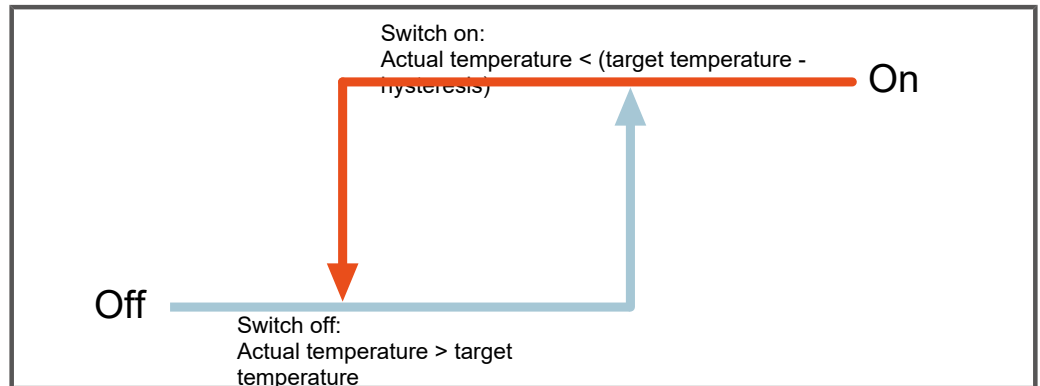 Switch on:
Actual temperature < (target temperature -
hysteresis)
On
Off
Switch off:
Actual temperature > target
temperature